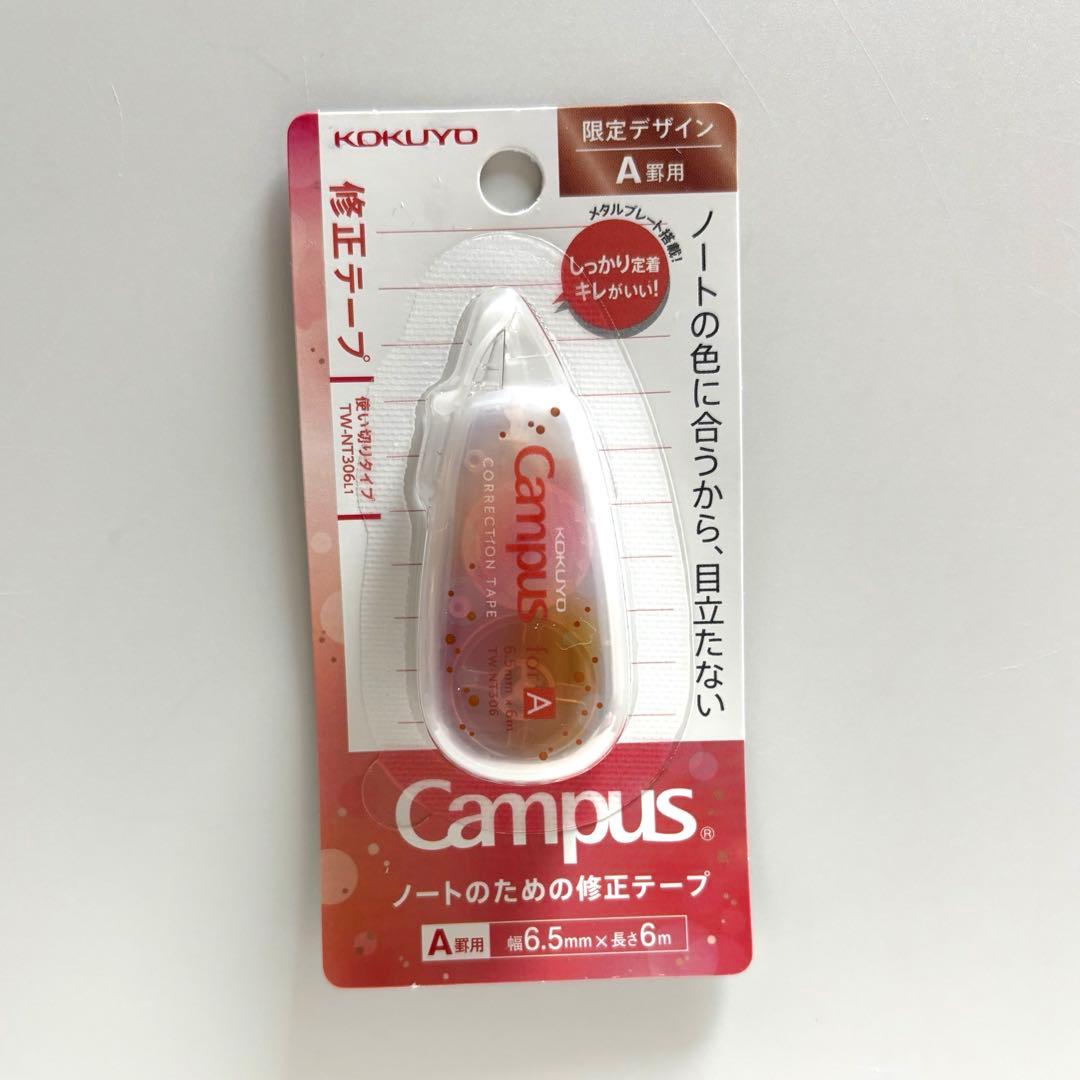 KOKUYO
限定デザイン
A罫用
修正テープ
使い切りタイプ
TW-NT306L1
メタルプレート搭載!
しっかり定着
キレがいい!
ノートの色に合うから、目立たない
KOKUYO
Campus
CORRECTION TAPE
for A
6.5mm × 6m
TW-NT306
Campus®
ノートのための修正テープ
A罫用 幅6.5mm×長さ6m